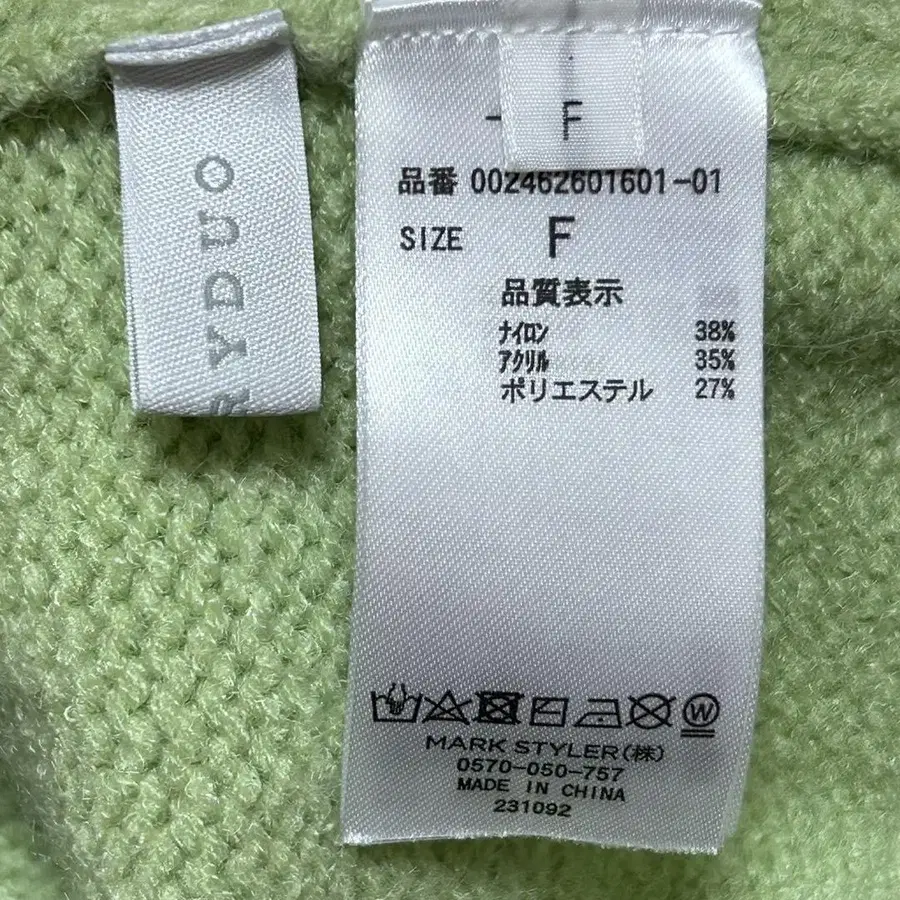 RYDUO
F
品番 002462601601-01
SIZE F
品質表示
ナイロン 38%
アクリル 35%
ポリエステル 27%
W
MARK STYLER(株)
0570-050-757
MADE IN CHINA
231092